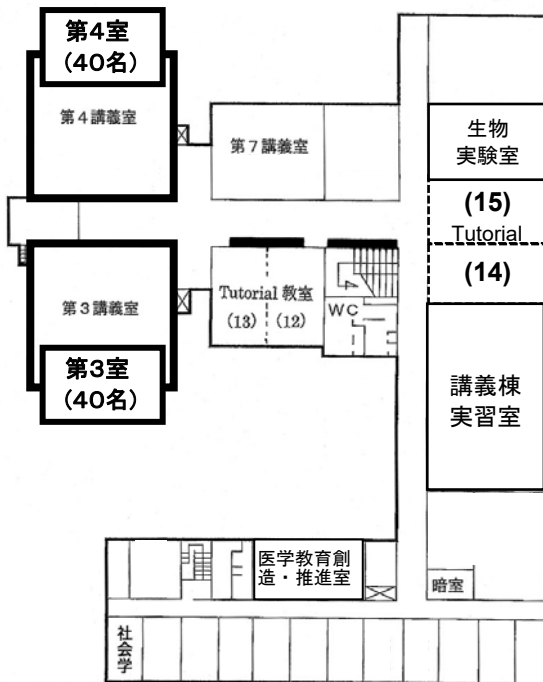 第4室
（40名）
第４講義室
第７講義室
生物
実験室
(15)
Tutorial
(14)
第３講義室
第3室
（40名）
Tutorial 教室
(13)
(12)
WC
講義棟
実習室
医学教育創
造・推進室
暗室
社会学